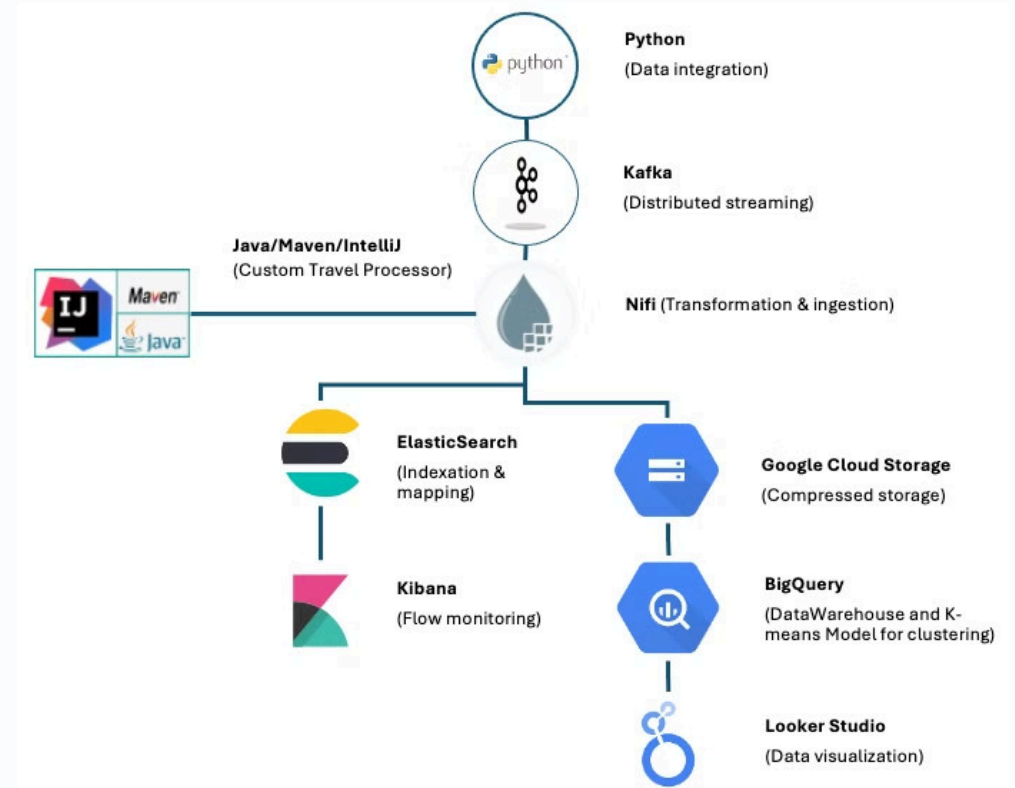 python
Python
(Data integration)
Kafka
(Distributed streaming)
Java/Maven/IntelliJ
(Custom Travel Processor)
IJ
Maven
Java
Nifi (Transformation & ingestion)
ElasticSearch
(Indexation &
mapping)
Google Cloud Storage
(Compressed storage)
Kibana
(Flow monitoring)
BigQuery
(DataWarehouse and K-
means Model for clustering)
Looker Studio
(Data visualization)